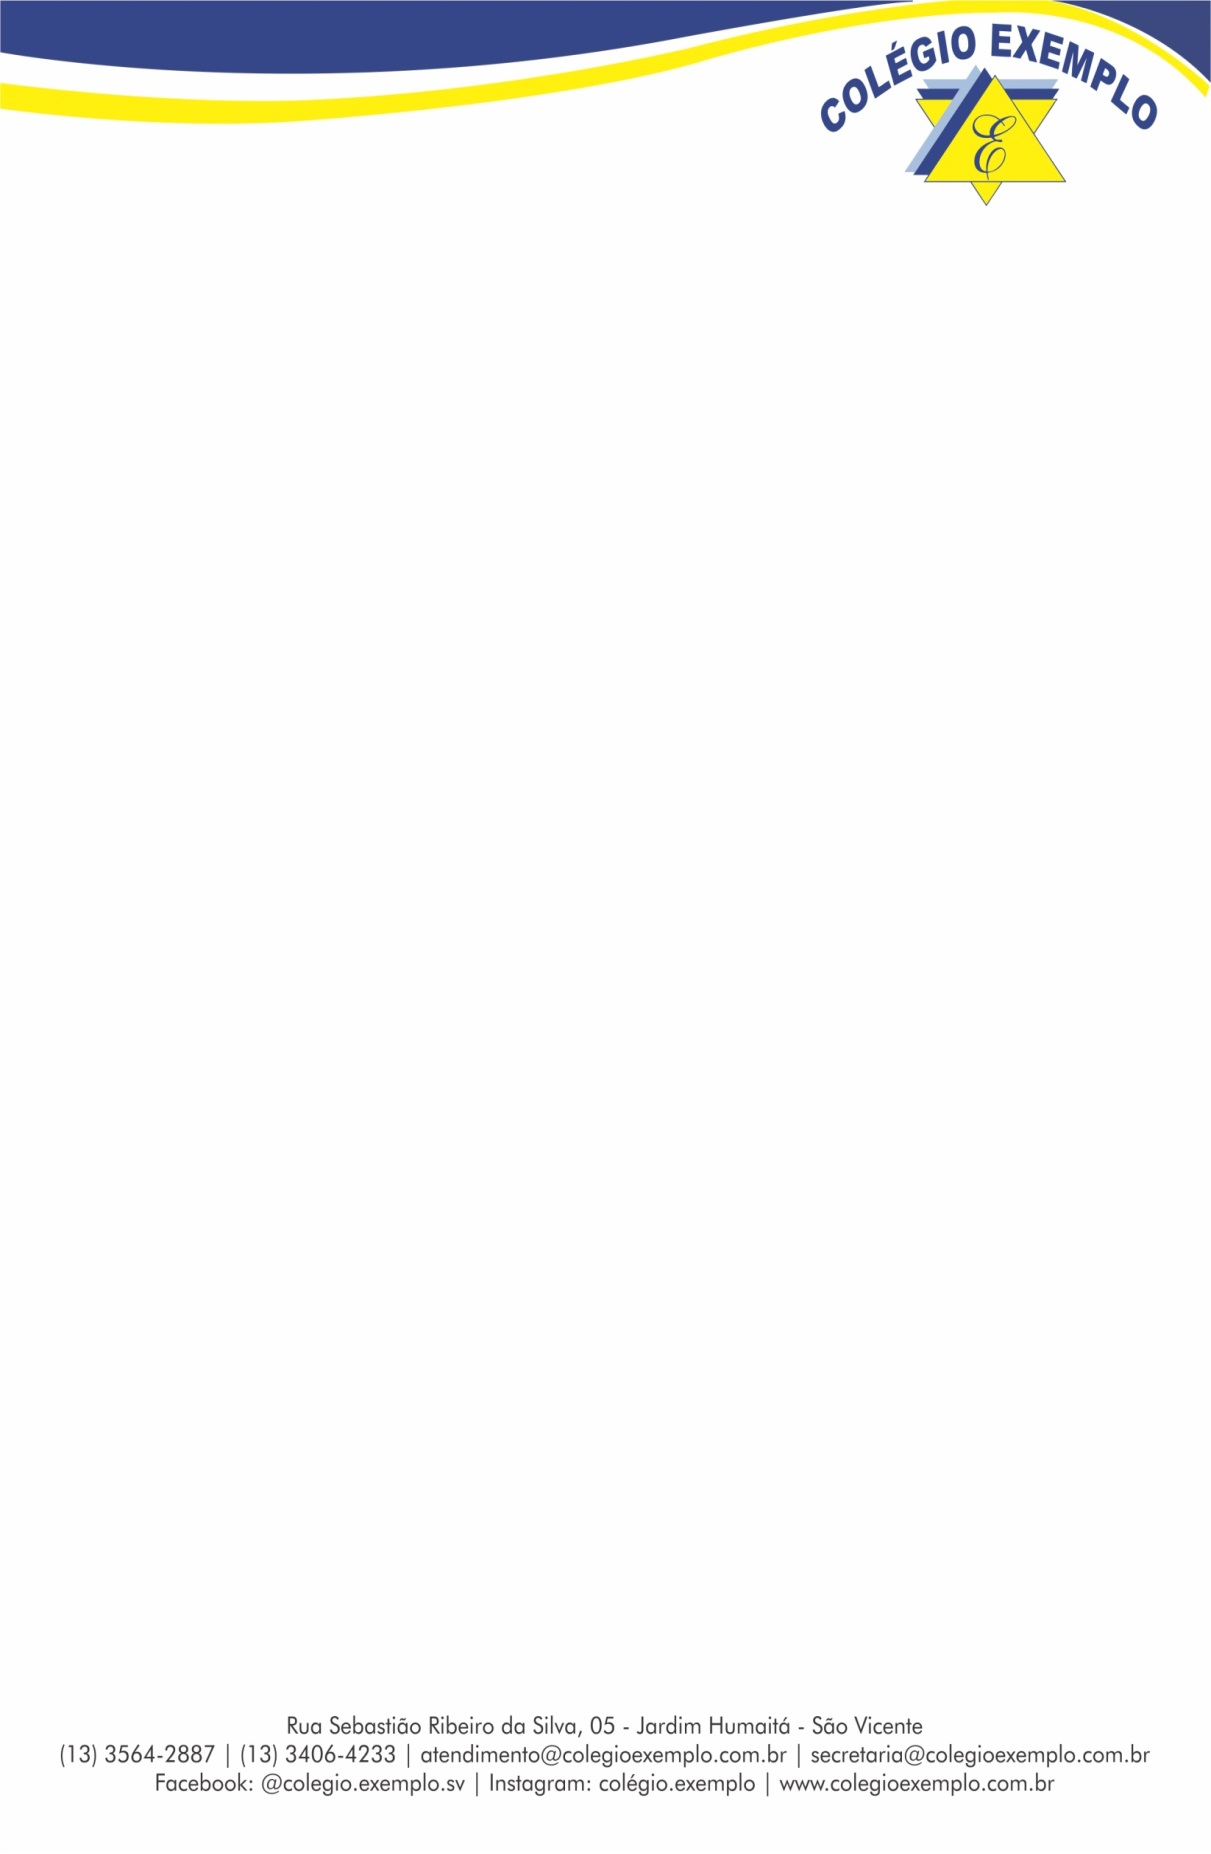 COLÉGIO EXEMPLO
E
Rua Sebastião Ribeiro da Silva, 05 - Jardim Humaitá - São Vicente
(13) 3564-2887 | (13) 3406-4233 | atendimento@colegioexemplo.com.br | secretaria@colegioexemplo.com.br
Facebook: @colegio.exemplo.sv | Instagram: colégio.exemplo | www.colegioexemplo.com.br